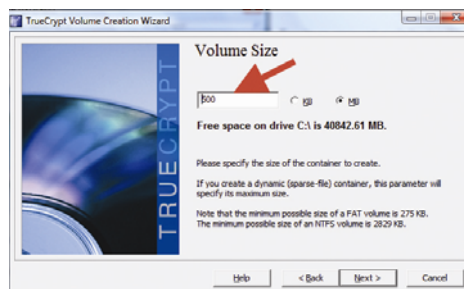 TrueCrypt Volume Creation Wizard
TRUECRYPT
Volume Size
500
KB
MB
Free space on drive C:\ is 40842.61 MB.
Please specify the size of the container to create.
If you create a dynamic (sparse-file) container, this parameter will
specify its maximum size.
Note that the minimum possible size of a FAT volume is 275 KB.
The minimum possible size of an NTFS volume is 2829 KB.
Help
< Back
Next >
Cancel